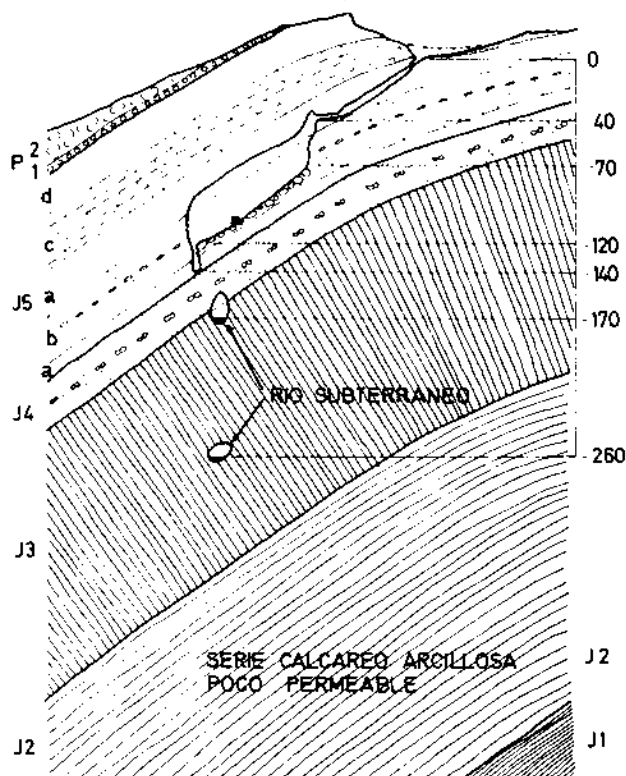 0
40
-70
-120
-140
-170
-260
P 2
1
d
c
a
J5
b
a
J4
J3
J2
RIO SUBTERRANEO
SERIE CALCAREO ARCILLOSA
POCO PERMEABLE
J2
J1